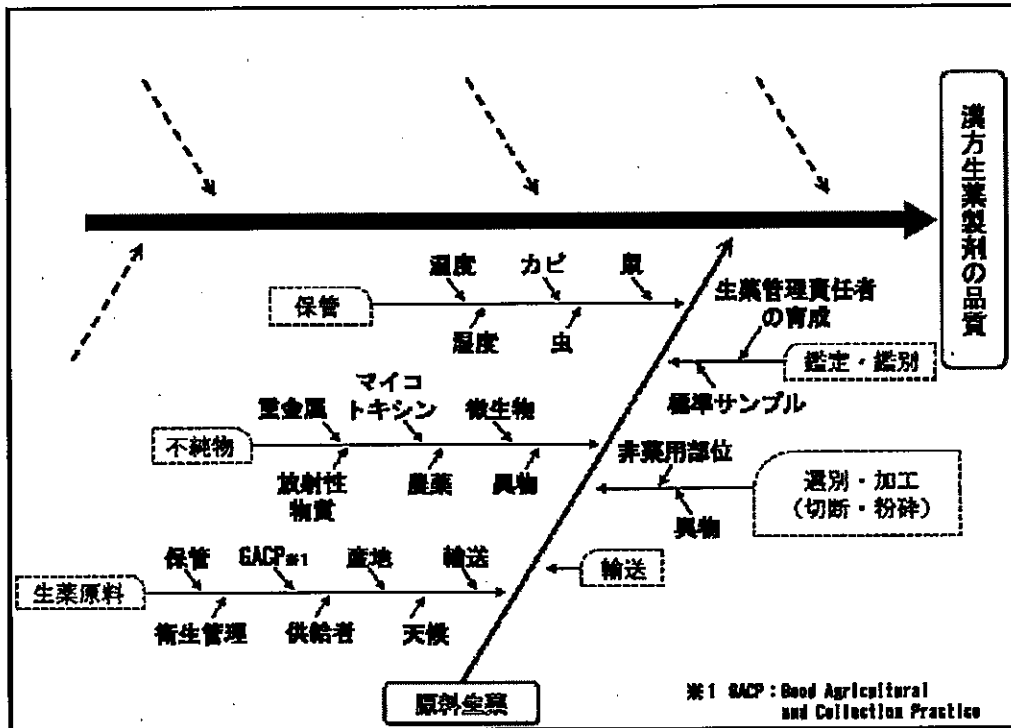 漢方生薬製剤の品質
温度
カビ
鼠
保管
湿度
虫
生薬管理責任者
の育成
鑑定・鑑別
標準サンプル
重金属
マイコ
トキシン
微生物
不純物
放射性
物質
農薬
異物
非薬用部位
選別・加工
(切断・粉砕)
異物
保管
GACP※1
産地
輸送
輸送
生薬原料
衛生管理
供給者
天候
原料生薬
※1 GACP:Good Agricultural
and Collection Practice